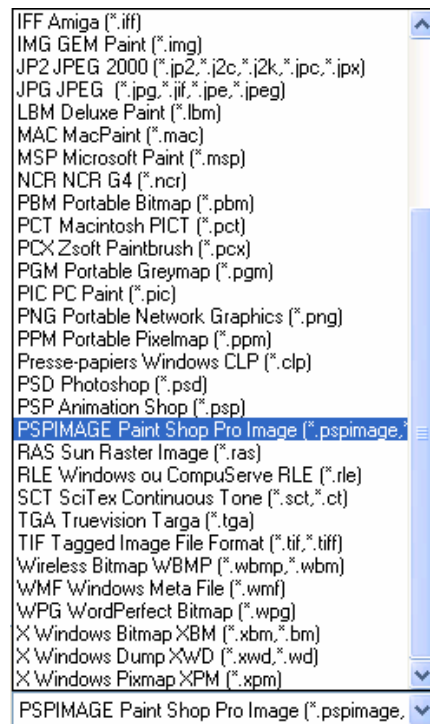 IFF Amiga (*.iff)
IMG GEM Paint (*.img)
JP2 JPEG 2000 (*.jp2,*.j2c,*.j2k,*.jpc,*.jpx)
JPG JPEG  (*.jpg,*.jif,*.jpe,*.jpeg)
LBM Deluxe Paint (*.lbm)
MAC MacPaint (*.mac)
MSP Microsoft Paint (*.msp)
NCR NCR G4 (*.ncr)
PBM Portable Bitmap (*.pbm)
PCT Macintosh PICT (*.pct)
PCX Zsoft Paintbrush (*.pcx)
PGM Portable Greymap (*.pgm)
PIC PC Paint (*.pic)
PNG Portable Network Graphics (*.png)
PPM Portable Pixelmap (*.ppm)
Presse-papiers Windows CLP (*.clp)
PSD Photoshop (*.psd)
PSP Animation Shop (*.psp)
PSPIMAGE Paint Shop Pro Image (*.pspimage,*
RAS Sun Raster Image (*.ras)
RLE Windows ou CompuServe RLE (*.rle)
SCT SciTex Continuous Tone (*.sct,*.ct)
TGA Truevision Targa (*.tga)
TIF Tagged Image File Format (*.tif,*.tiff)
Wireless Bitmap WBMP (*.wbmp,*.wbm)
WMF Windows Meta File (*.wmf)
WPG WordPerfect Bitmap (*.wpg)
X Windows Bitmap XBM (*.xbm,*.bm)
X Windows Dump XWD (*.xwd,*.wd)
X Windows Pixmap XPM (*.xpm)
PSPIMAGE Paint Shop Pro Image (*.pspimage,